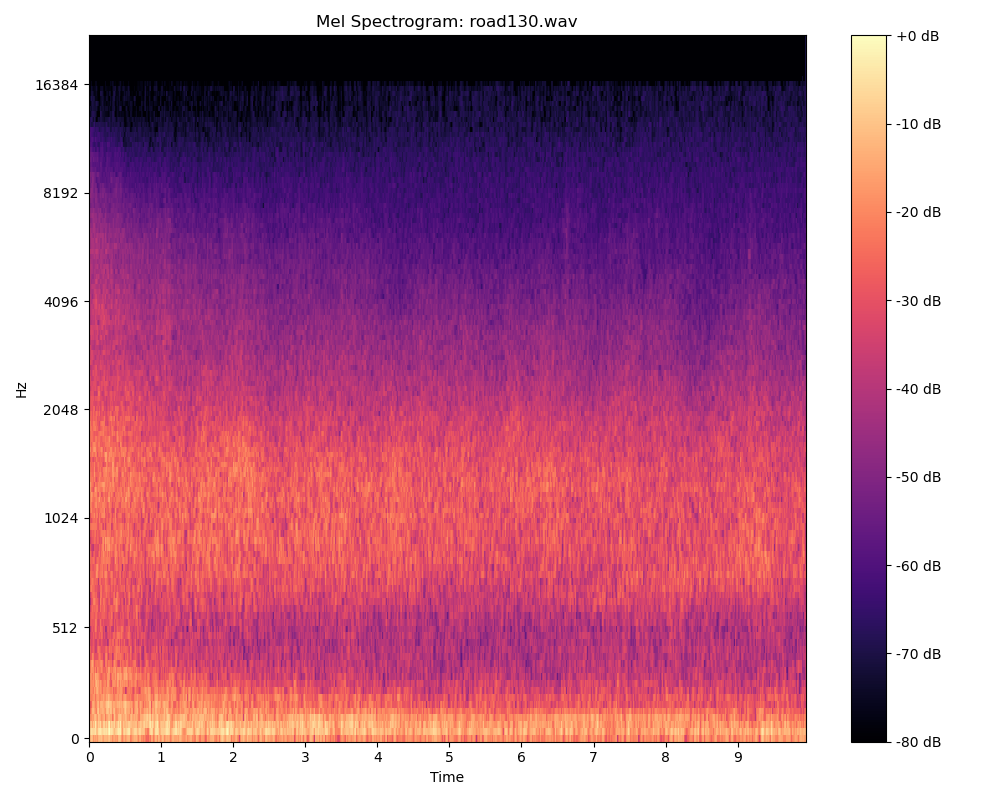 Mel Spectrogram: road130.wav
16384
8192
4096
2048
1024
512
0
Hz
0 1 2 3 4 5 6 7 8 9
Time
+0 dB
-10 dB
-20 dB
-30 dB
-40 dB
-50 dB
-60 dB
-70 dB
-80 dB